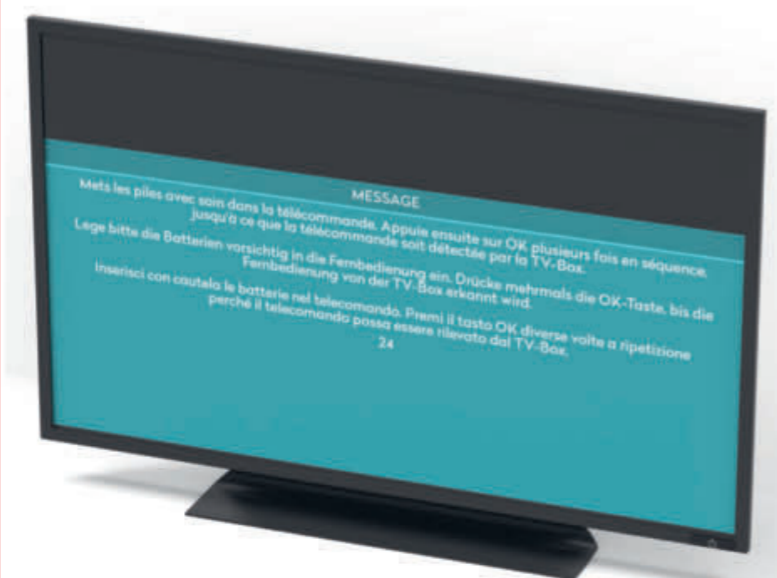 MESSAGE
Mets les piles avec soin dans la télécommande. Appuie ensuite sur OK plusieurs fois en séquence,
jusqu'à ce que la télécommande soit détectée par la TV-Box.
Lege bitte die Batterien vorsichtig in die Fernbedienung ein. Drücke mehrmals die OK-Taste, bis die
Fernbedienung von der TV-Box erkannt wird.
Inserisci con cautela le batterie nel telecomando. Premi il tasto OK diverse volte a ripetizione
perché il telecomando possa essere rilevato dal TV-Box.
24